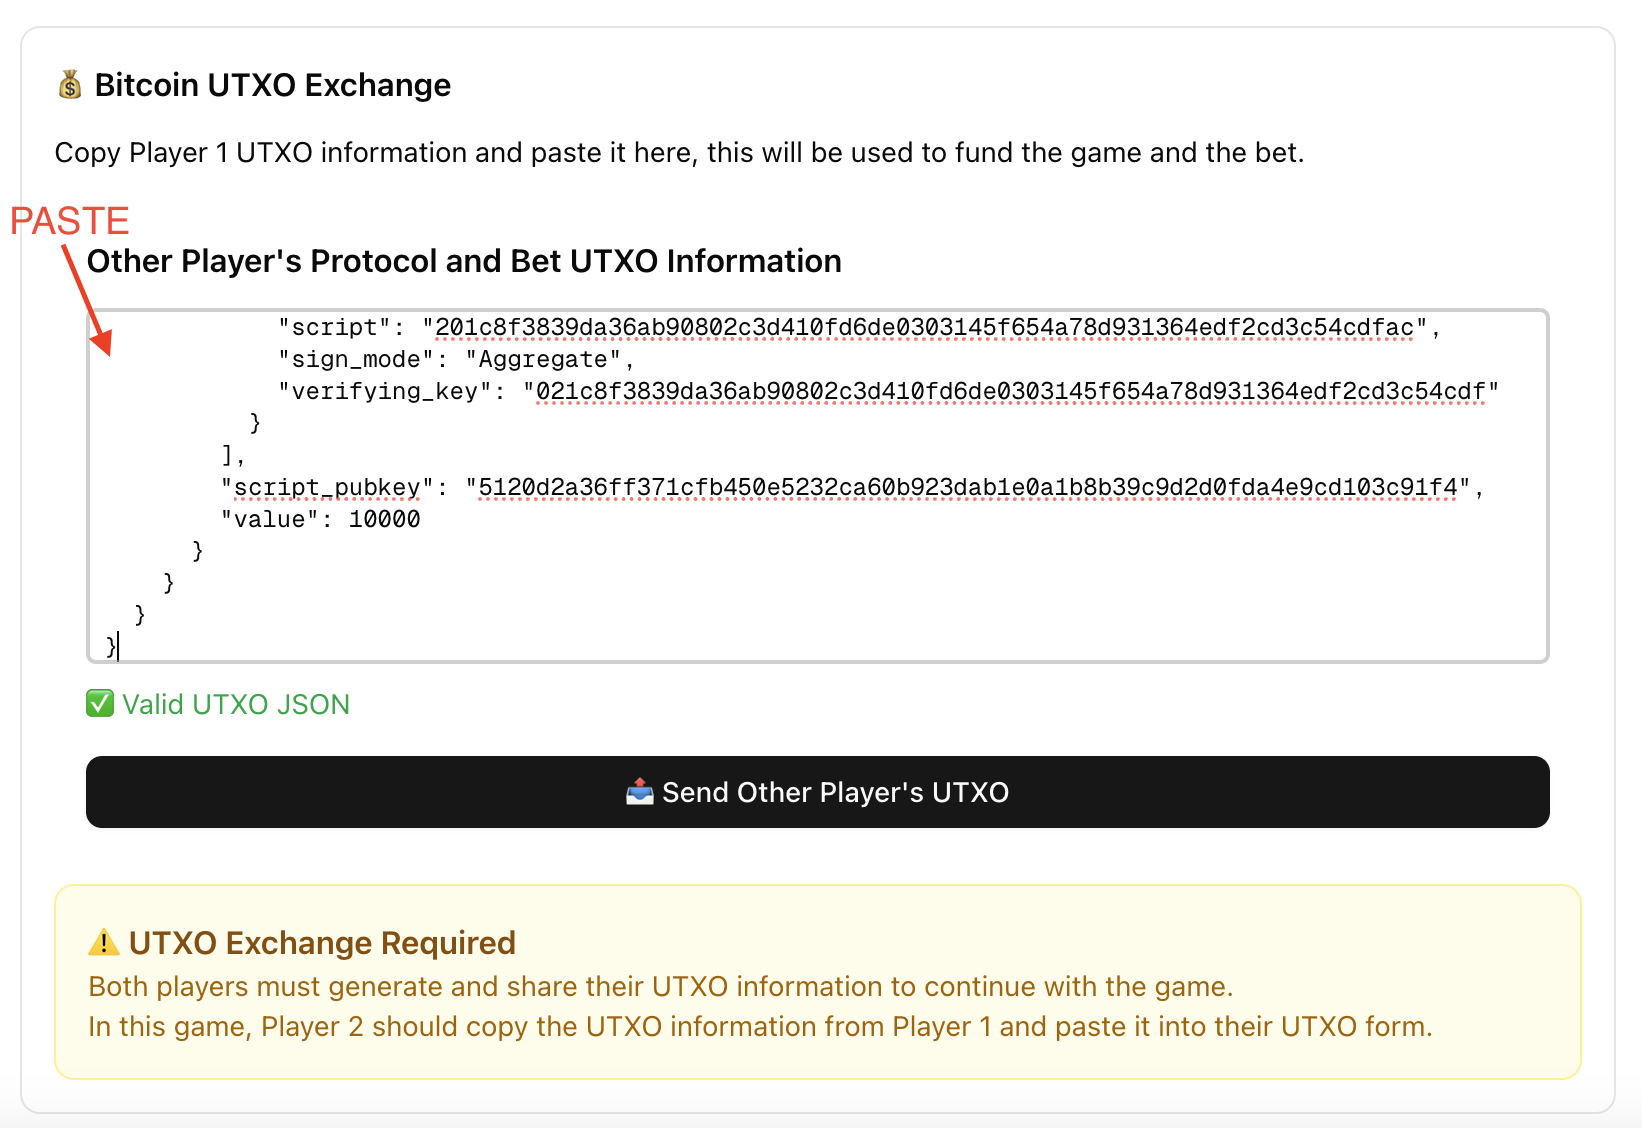 💰 Bitcoin UTXO Exchange
Copy Player 1 UTXO information and paste it here, this will be used to fund the game and the bet.
PASTE
Other Player's Protocol and Bet UTXO Information
"script": "201c8f3839da36ab90802c3d410fd6de0303145f654a78d931364edf2cd3c54cdfac",
"sign_mode": "Aggregate",
"verifying_key": "021c8f3839da36ab90802c3d410fd6de0303145f654a78d931364edf2cd3c54cdf"
}
],
"script_pubkey": "5120d2a36ff371cfb450e5232ca60b923dab1e0a1b8b39c9d2d0fda4e9cd103c91f4",
"value": 10000
}
}
}
}
✅ Valid UTXO JSON
📤 Send Other Player's UTXO
⚠️ UTXO Exchange Required
Both players must generate and share their UTXO information to continue with the game.
In this game, Player 2 should copy the UTXO information from Player 1 and paste it into their UTXO form.